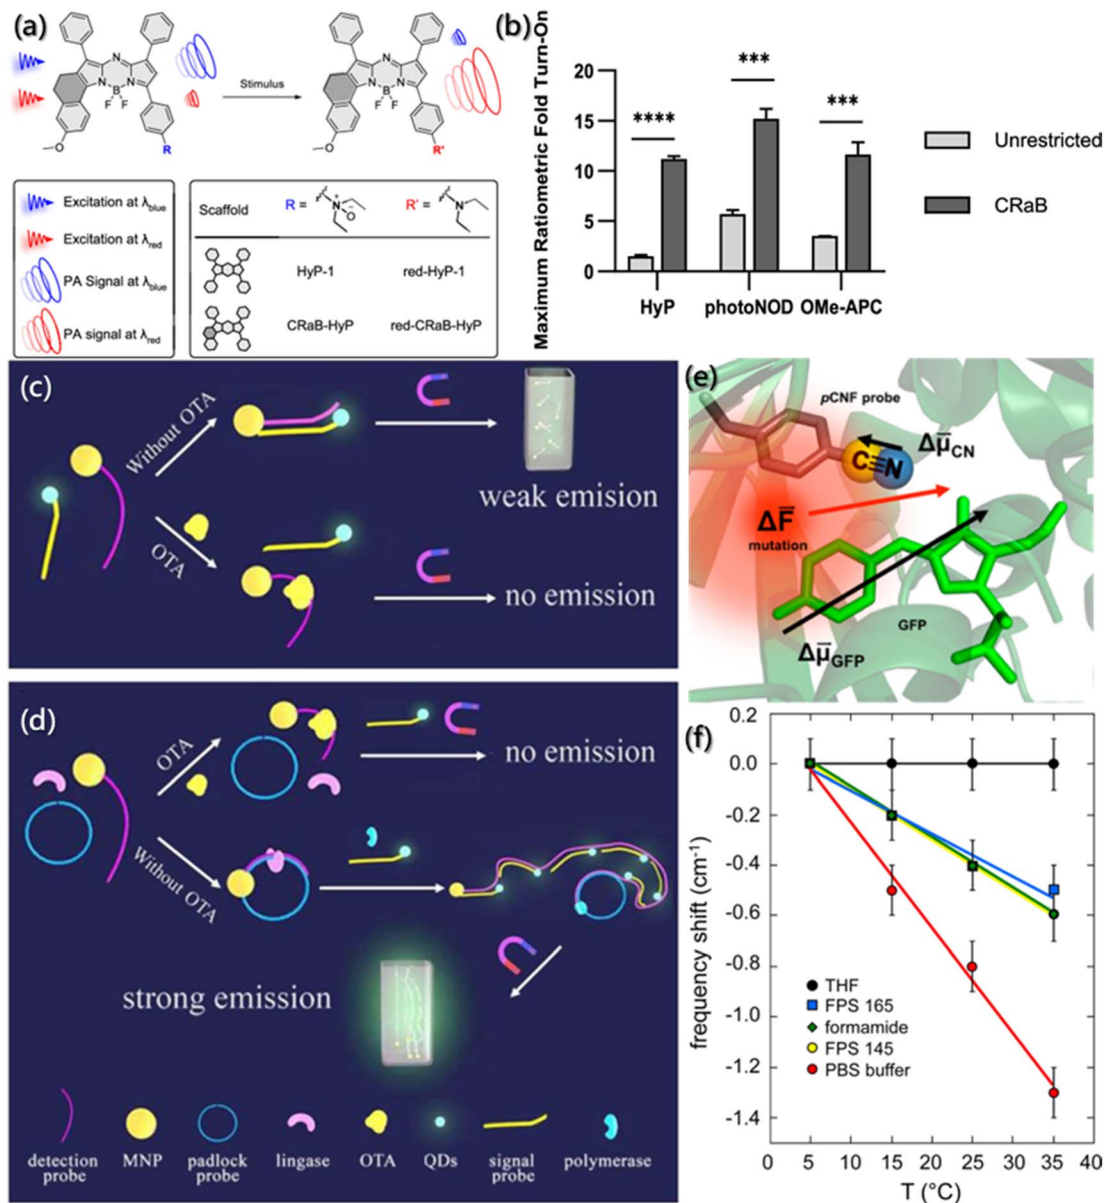 (a)
N
N
B
N
F
F
O
R
Stimulus
N
N
B
N
F
F
O
R'
Excitation at λblue
Excitation at λred
PA Signal at λblue
PA signal at λred
Scaffold
R =
N
+
O
-
R' =
N
HyP-1
red-HyP-1
CRaB-HyP
red-CRaB-HyP
(b)
Maximum Ratiometric Fold Turn-On
20
15
10
5
0
****
***
***
HyP
photoNOD
OMe-APC
Unrestricted
CRaB
(c)
Without OTA
OTA
weak emision
no emission
(d)
OTA
Without OTA
no emission
strong emission
detection probe
MNP
padlock probe
lingase
OTA
QDs
signal probe
polymerase
(e)
pCNF probe
C≡N
Δμ̄CN
ΔF̄
mutation
GFP
Δμ̄GFP
(f)
frequency shift (cm-1)
0.2
0.0
-0.2
-0.4
-0.6
-0.8
-1.0
-1.2
-1.4
THF
FPS 165
formamide
FPS 145
PBS buffer
0 5 10 15 20 25 30 35 40
T (°C)